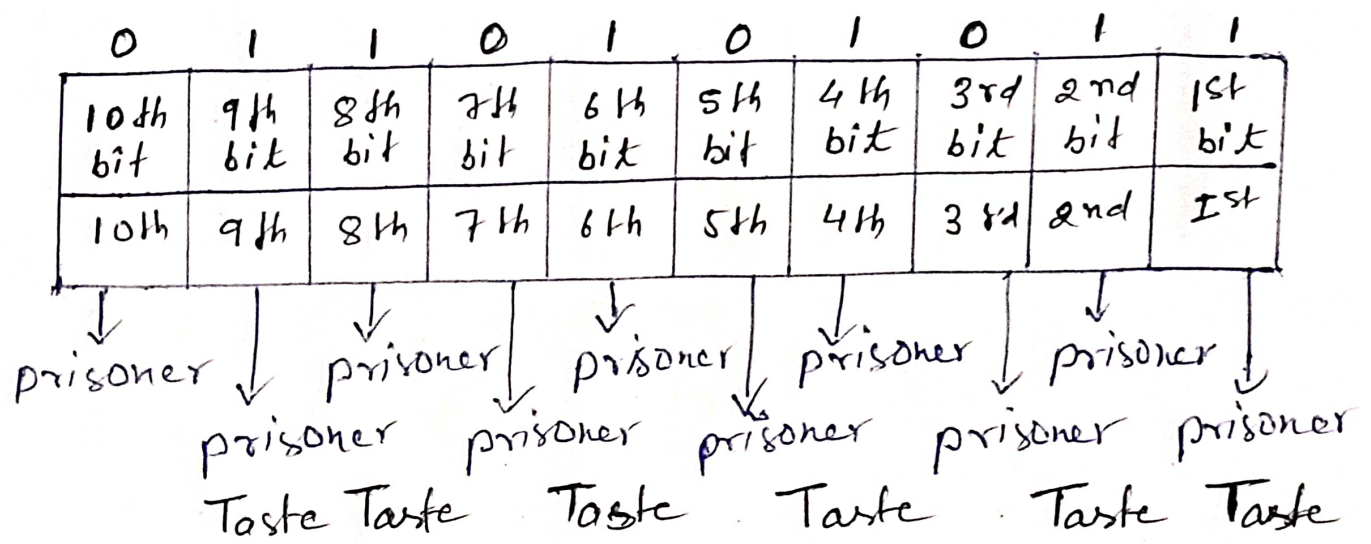 0 1 1 0 1 0 1 0 1 1
10th 9th 8th 7th 6th 5th 4th 3rd 2nd 1st
bit bit bit bit bit bit bit bit bit bit
10th 9th 8th 7th 6th 5th 4th 3rd 2nd Ist
prisoner prisoner prisoner prisoner prisoner
prisoner prisoner prisoner prisoner prisoner
Taste Taste Taste Taste Taste Taste